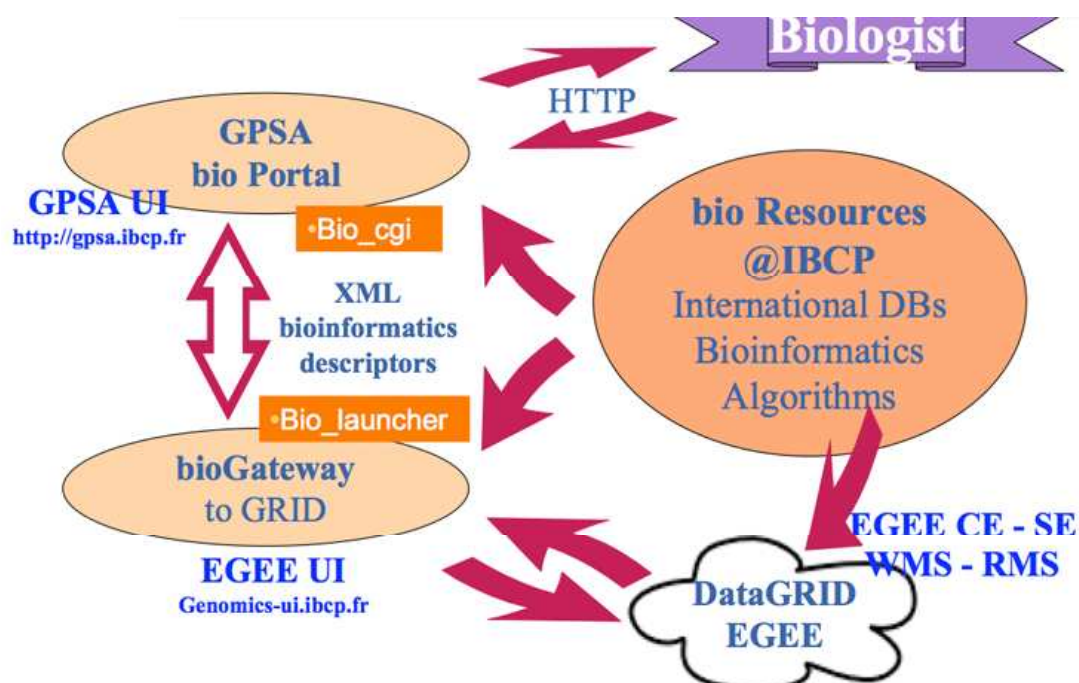 Biologist
HTTP
GPSA
bio Portal
GPSA UI
http://gpsa.ibcp.fr
•Bio_cgi
XML
bioinformatics
descriptors
•Bio_launcher
bioGateway
to GRID
EGEE UI
Genomics-ui.ibcp.fr
bio Resources
@IBCP
International DBs
Bioinformatics
Algorithms
EGEE CE - SE
WMS - RMS
DataGRID
EGEE